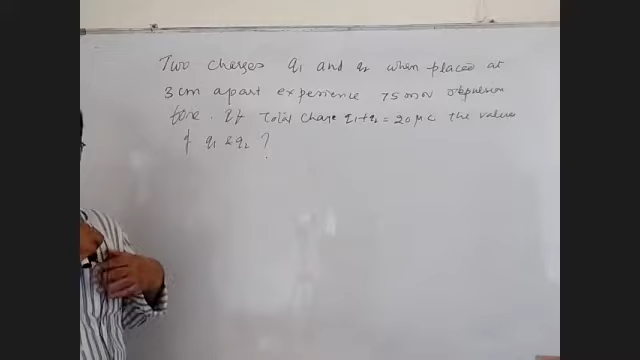 Two charges q1 and q2 when placed at
3 cm apart experience 75 repulsion
force. If Total Charge q1+q2 = 20 μC the values
of q1 & q2 ?